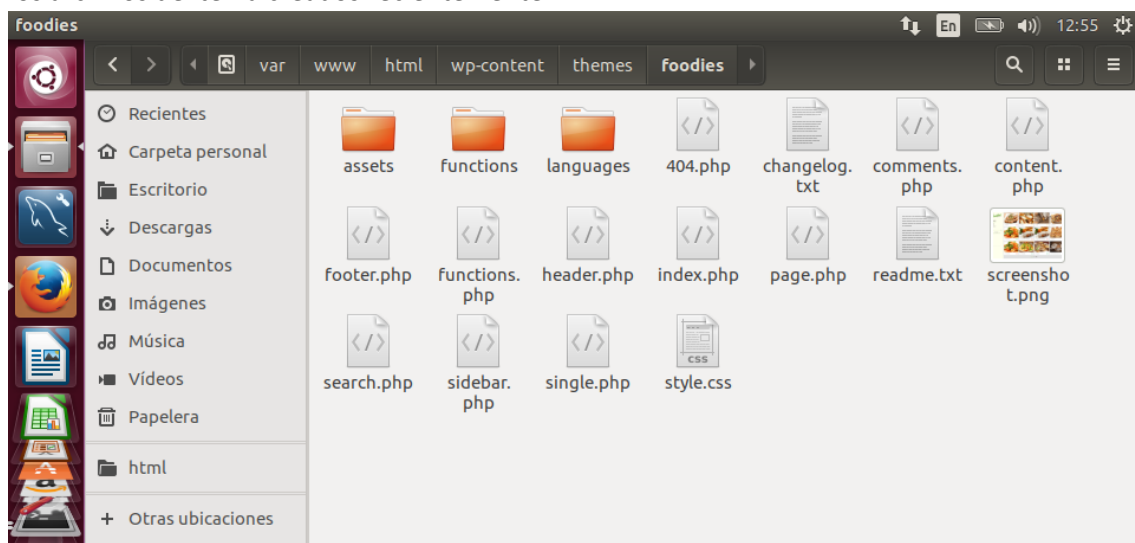 foodies
En
12:55
var www html wp-content themes foodies
Recientes
Carpeta personal
Escritorio
Descargas
Documentos
Imágenes
Música
Vídeos
Papelera
html
Otras ubicaciones
assets
functions
languages
404.php
changelog.
txt
comments.
php
content.
php
footer.php
functions.
php
header.php
index.php
page.php
readme.txt
screensho
t.png
search.php
sidebar.
php
single.php
style.css
CSS